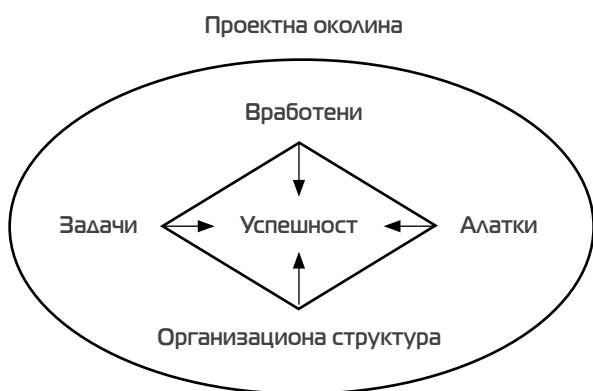 Проектна околина
Вработени
Задачи
Успешност
Алатки
Организациона структура